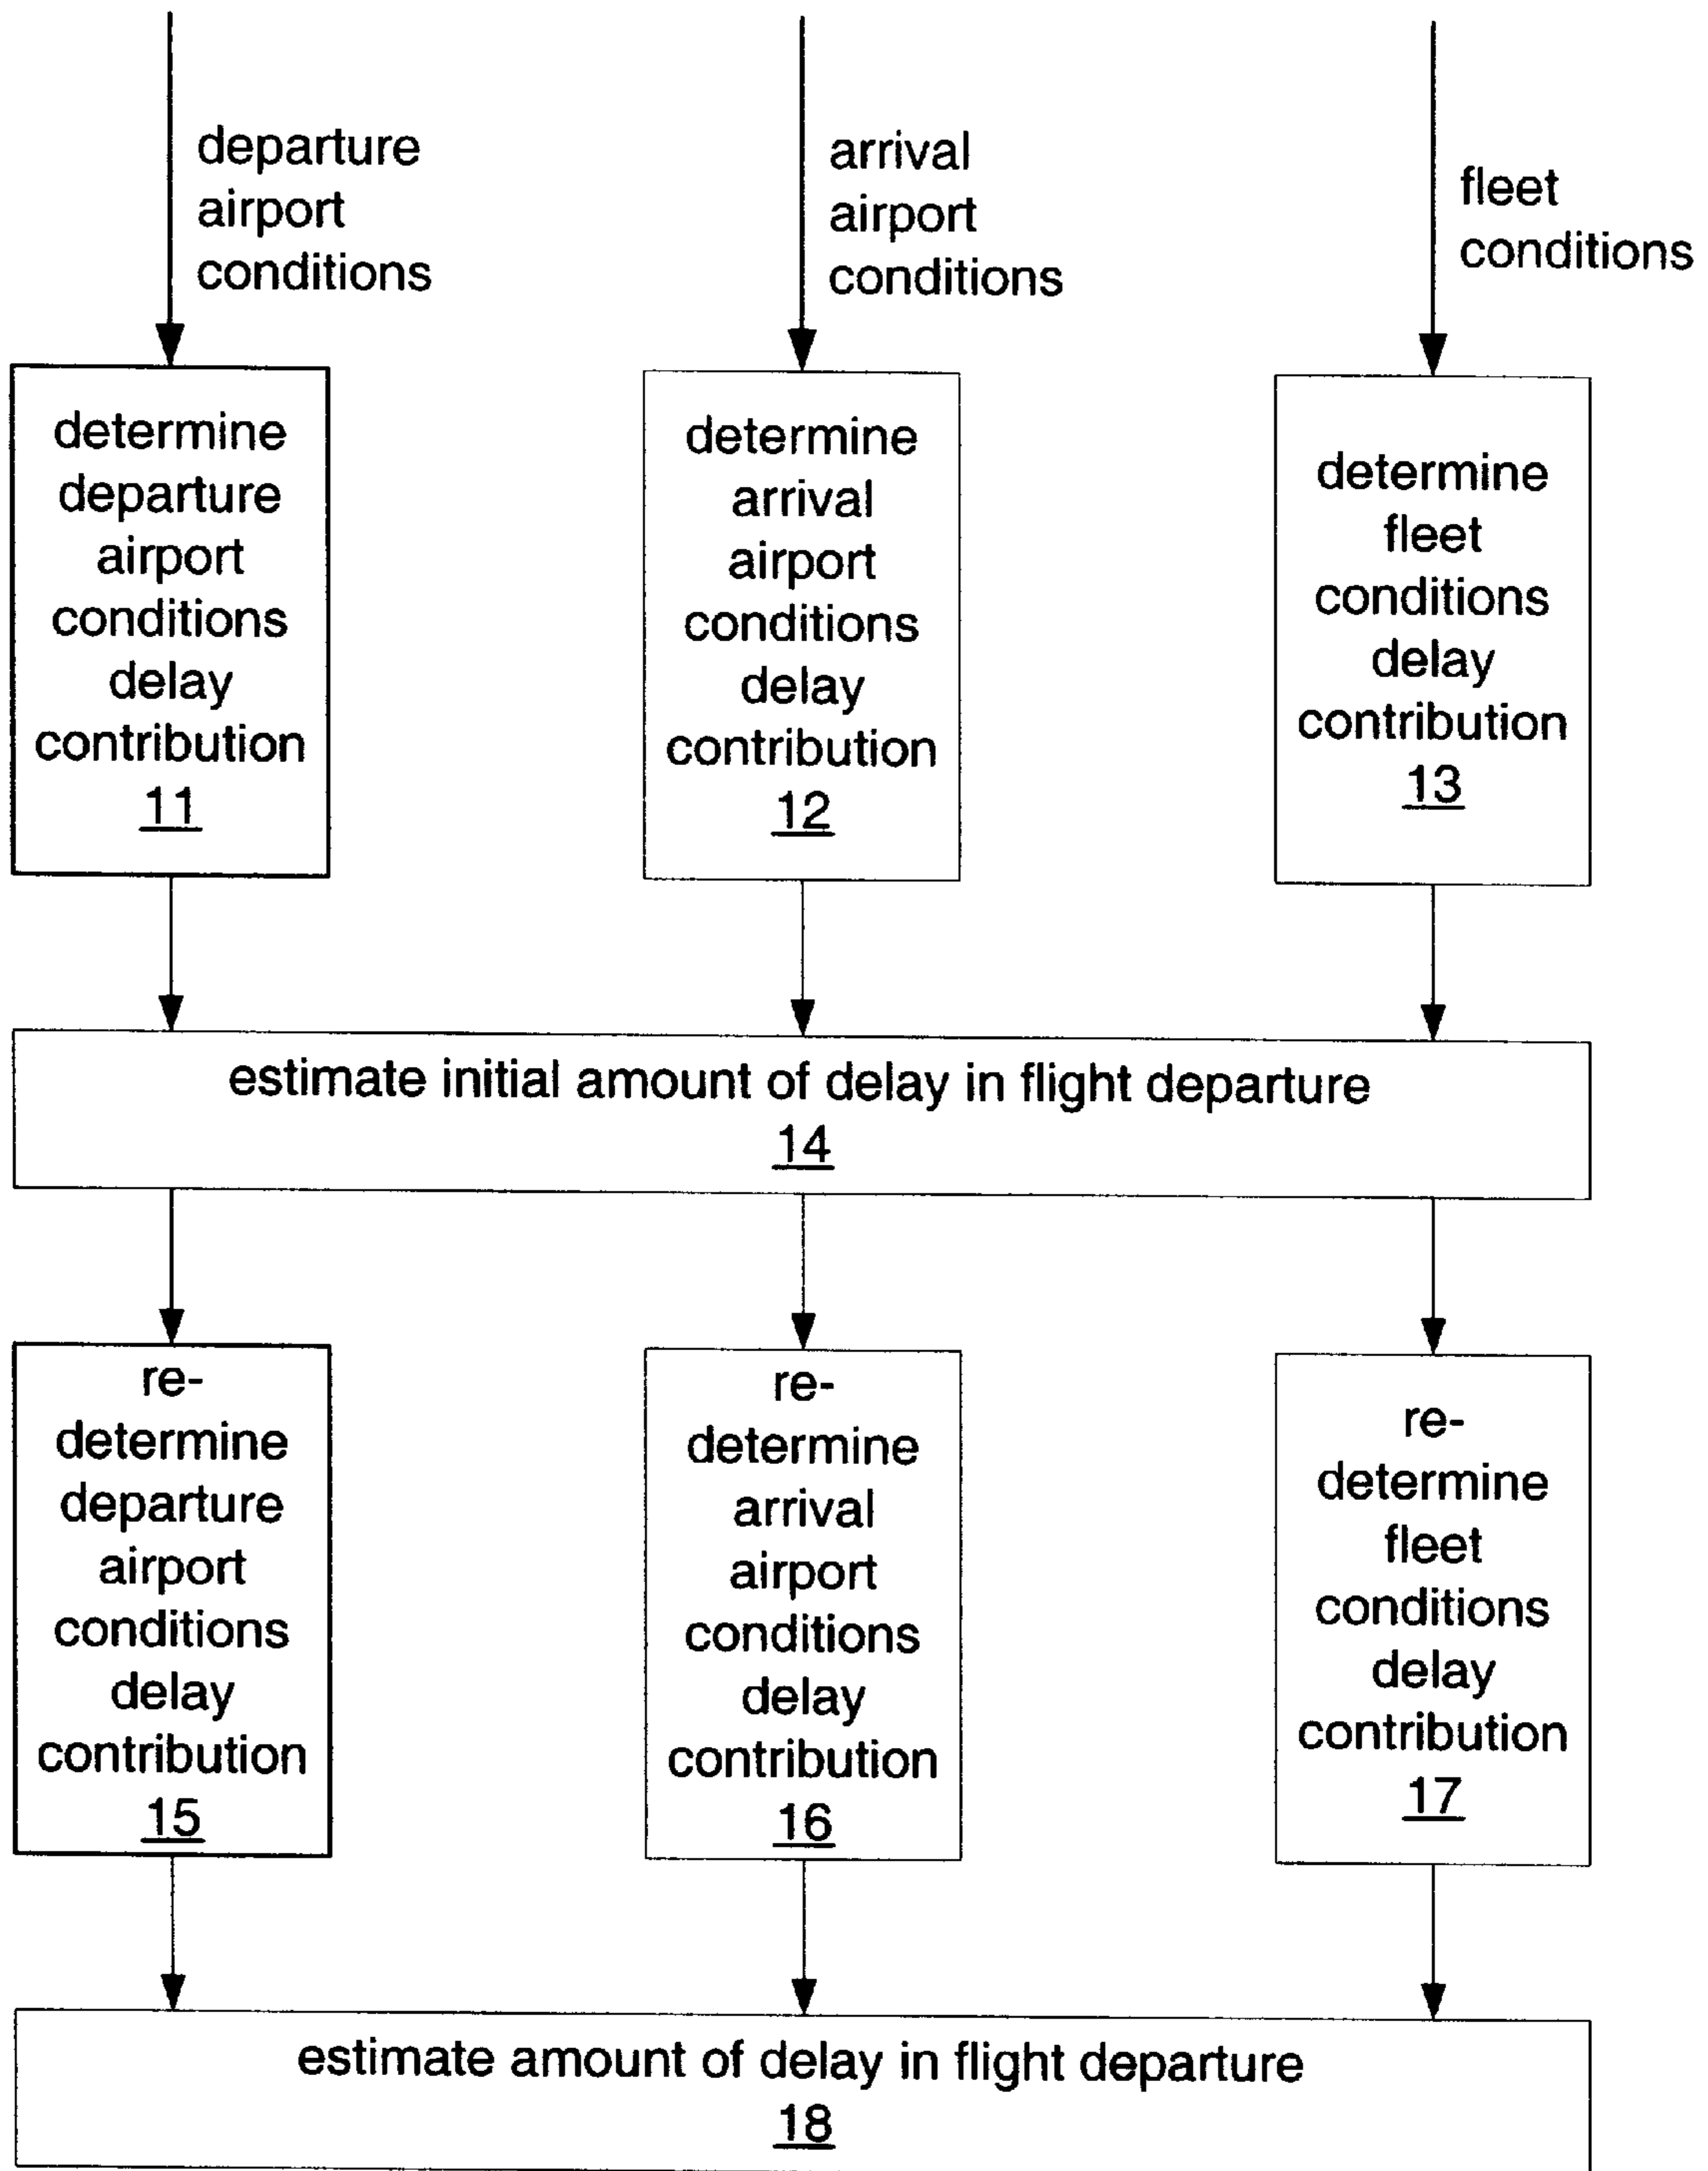 departure
airport
conditions
arrival
airport
conditions
fleet
conditions
determine
departure
airport
conditions
delay
contribution
11
determine
arrival
airport
conditions
delay
contribution
12
determine
fleet
conditions
delay
contribution
13
estimate initial amount of delay in flight departure
14
re-
determine
departure
airport
conditions
delay
contribution
15
re-
determine
arrival
airport
conditions
delay
contribution
16
re-
determine
fleet
conditions
delay
contribution
17
estimate amount of delay in flight departure
18